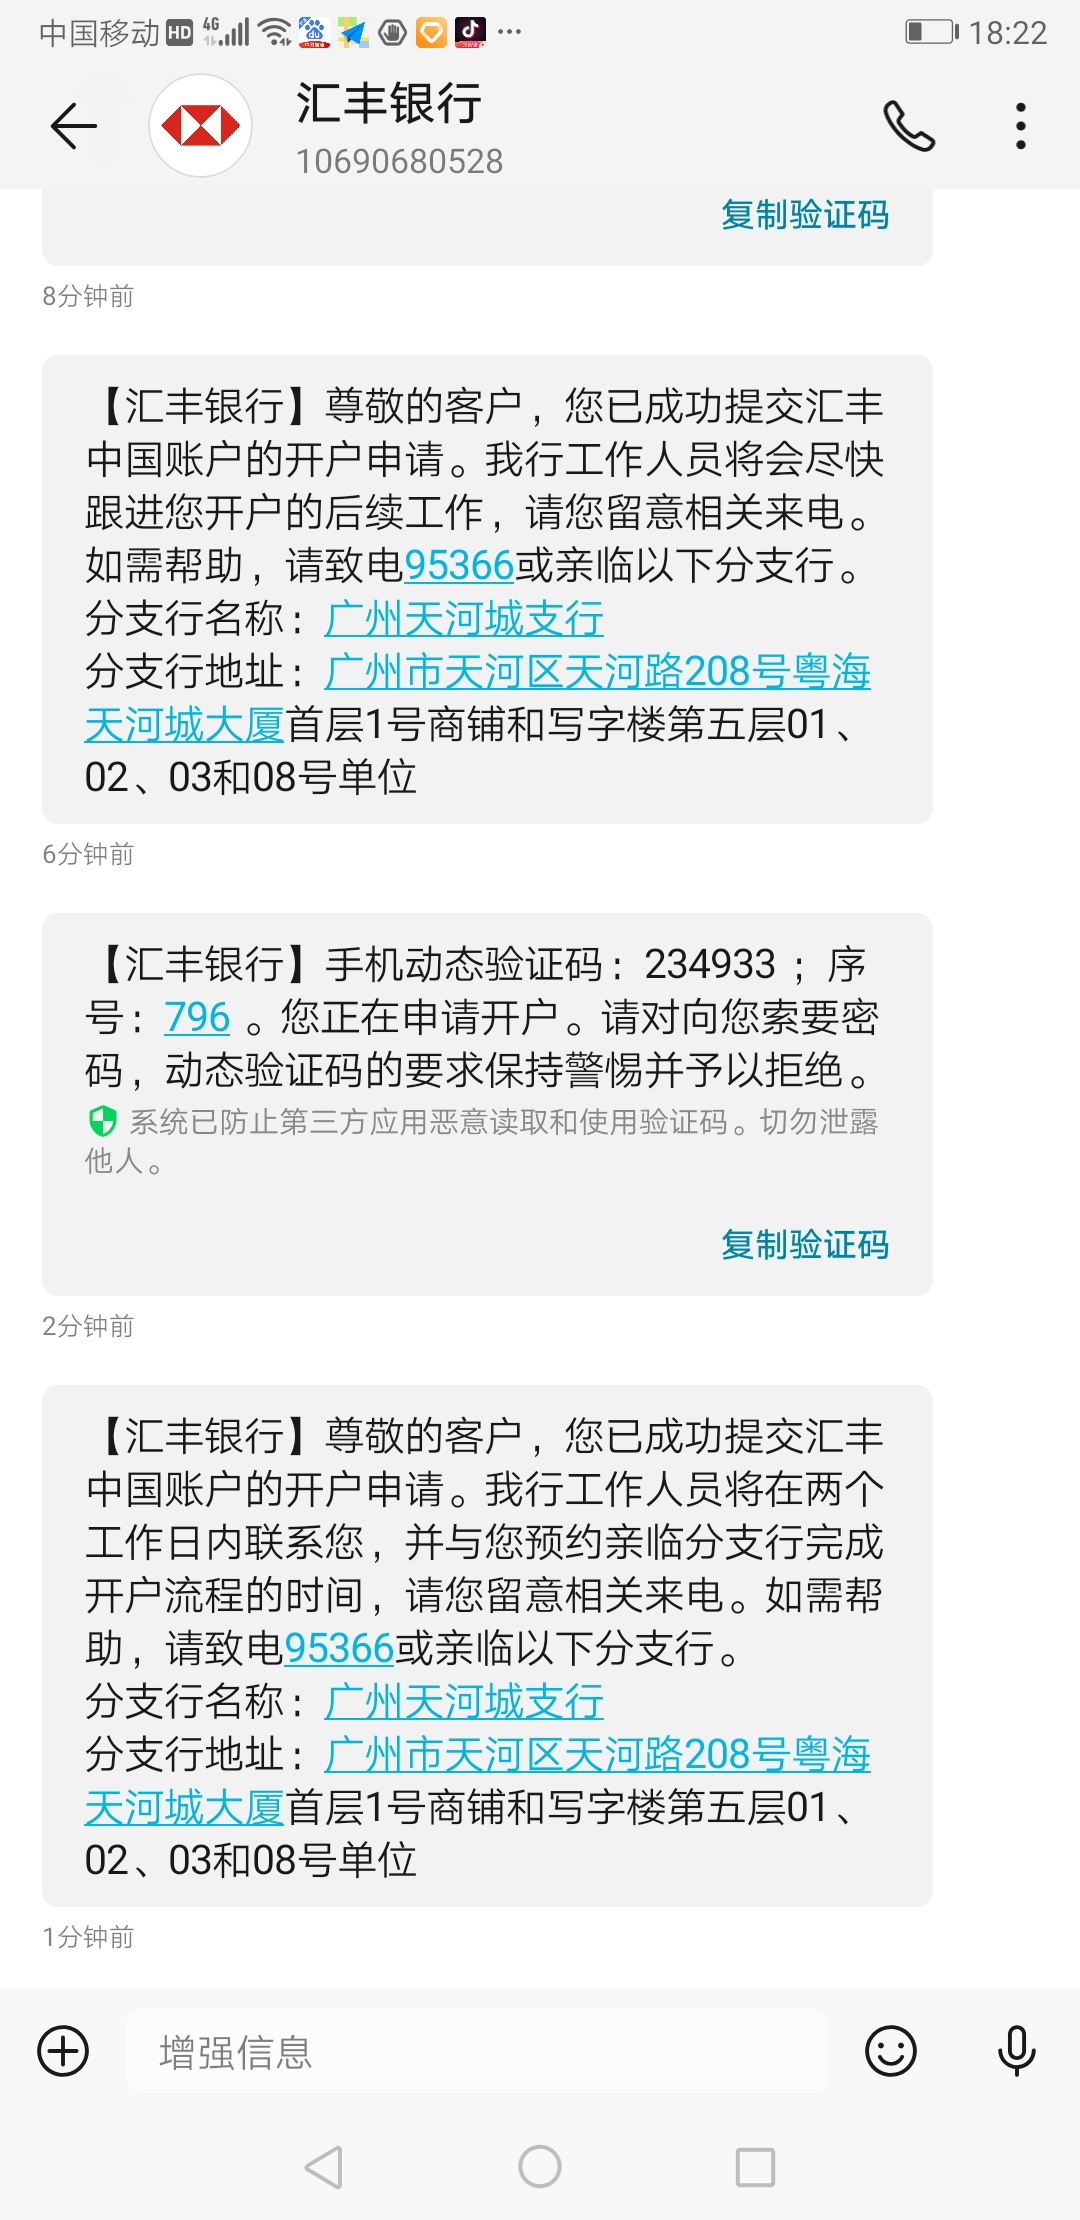 中国移动 HD 4G 18:22
汇丰银行
10690680528
复制验证码
8分钟前
【汇丰银行】尊敬的客户，您已成功提交汇丰
中国账户的开户申请。我行工作人员将会尽快
跟进您开户的后续工作，请您留意相关来电。
如需帮助，请致电95366或亲临以下分支行。
分支行名称：广州天河城支行
分支行地址：广州市天河区天河路208号粤海
天河城大厦首层1号商铺和写字楼第五层01、
02、03和08号单位
6分钟前
【汇丰银行】手机动态验证码：234933；序
号：796 。您正在申请开户。请对向您索要密
码，动态验证码的要求保持警惕并予以拒绝。
系统已防止第三方应用恶意读取和使用验证码。切勿泄露
他人。
复制验证码
2分钟前
【汇丰银行】尊敬的客户，您已成功提交汇丰
中国账户的开户申请。我行工作人员将在两个
工作日内联系您，并与您预约亲临分支行完成
开户流程的时间，请您留意相关来电。如需帮
助，请致电95366或亲临以下分支行。
分支行名称：广州天河城支行
分支行地址：广州市天河区天河路208号粤海
天河城大厦首层1号商铺和写字楼第五层01、
02、03和08号单位
1分钟前
增强信息